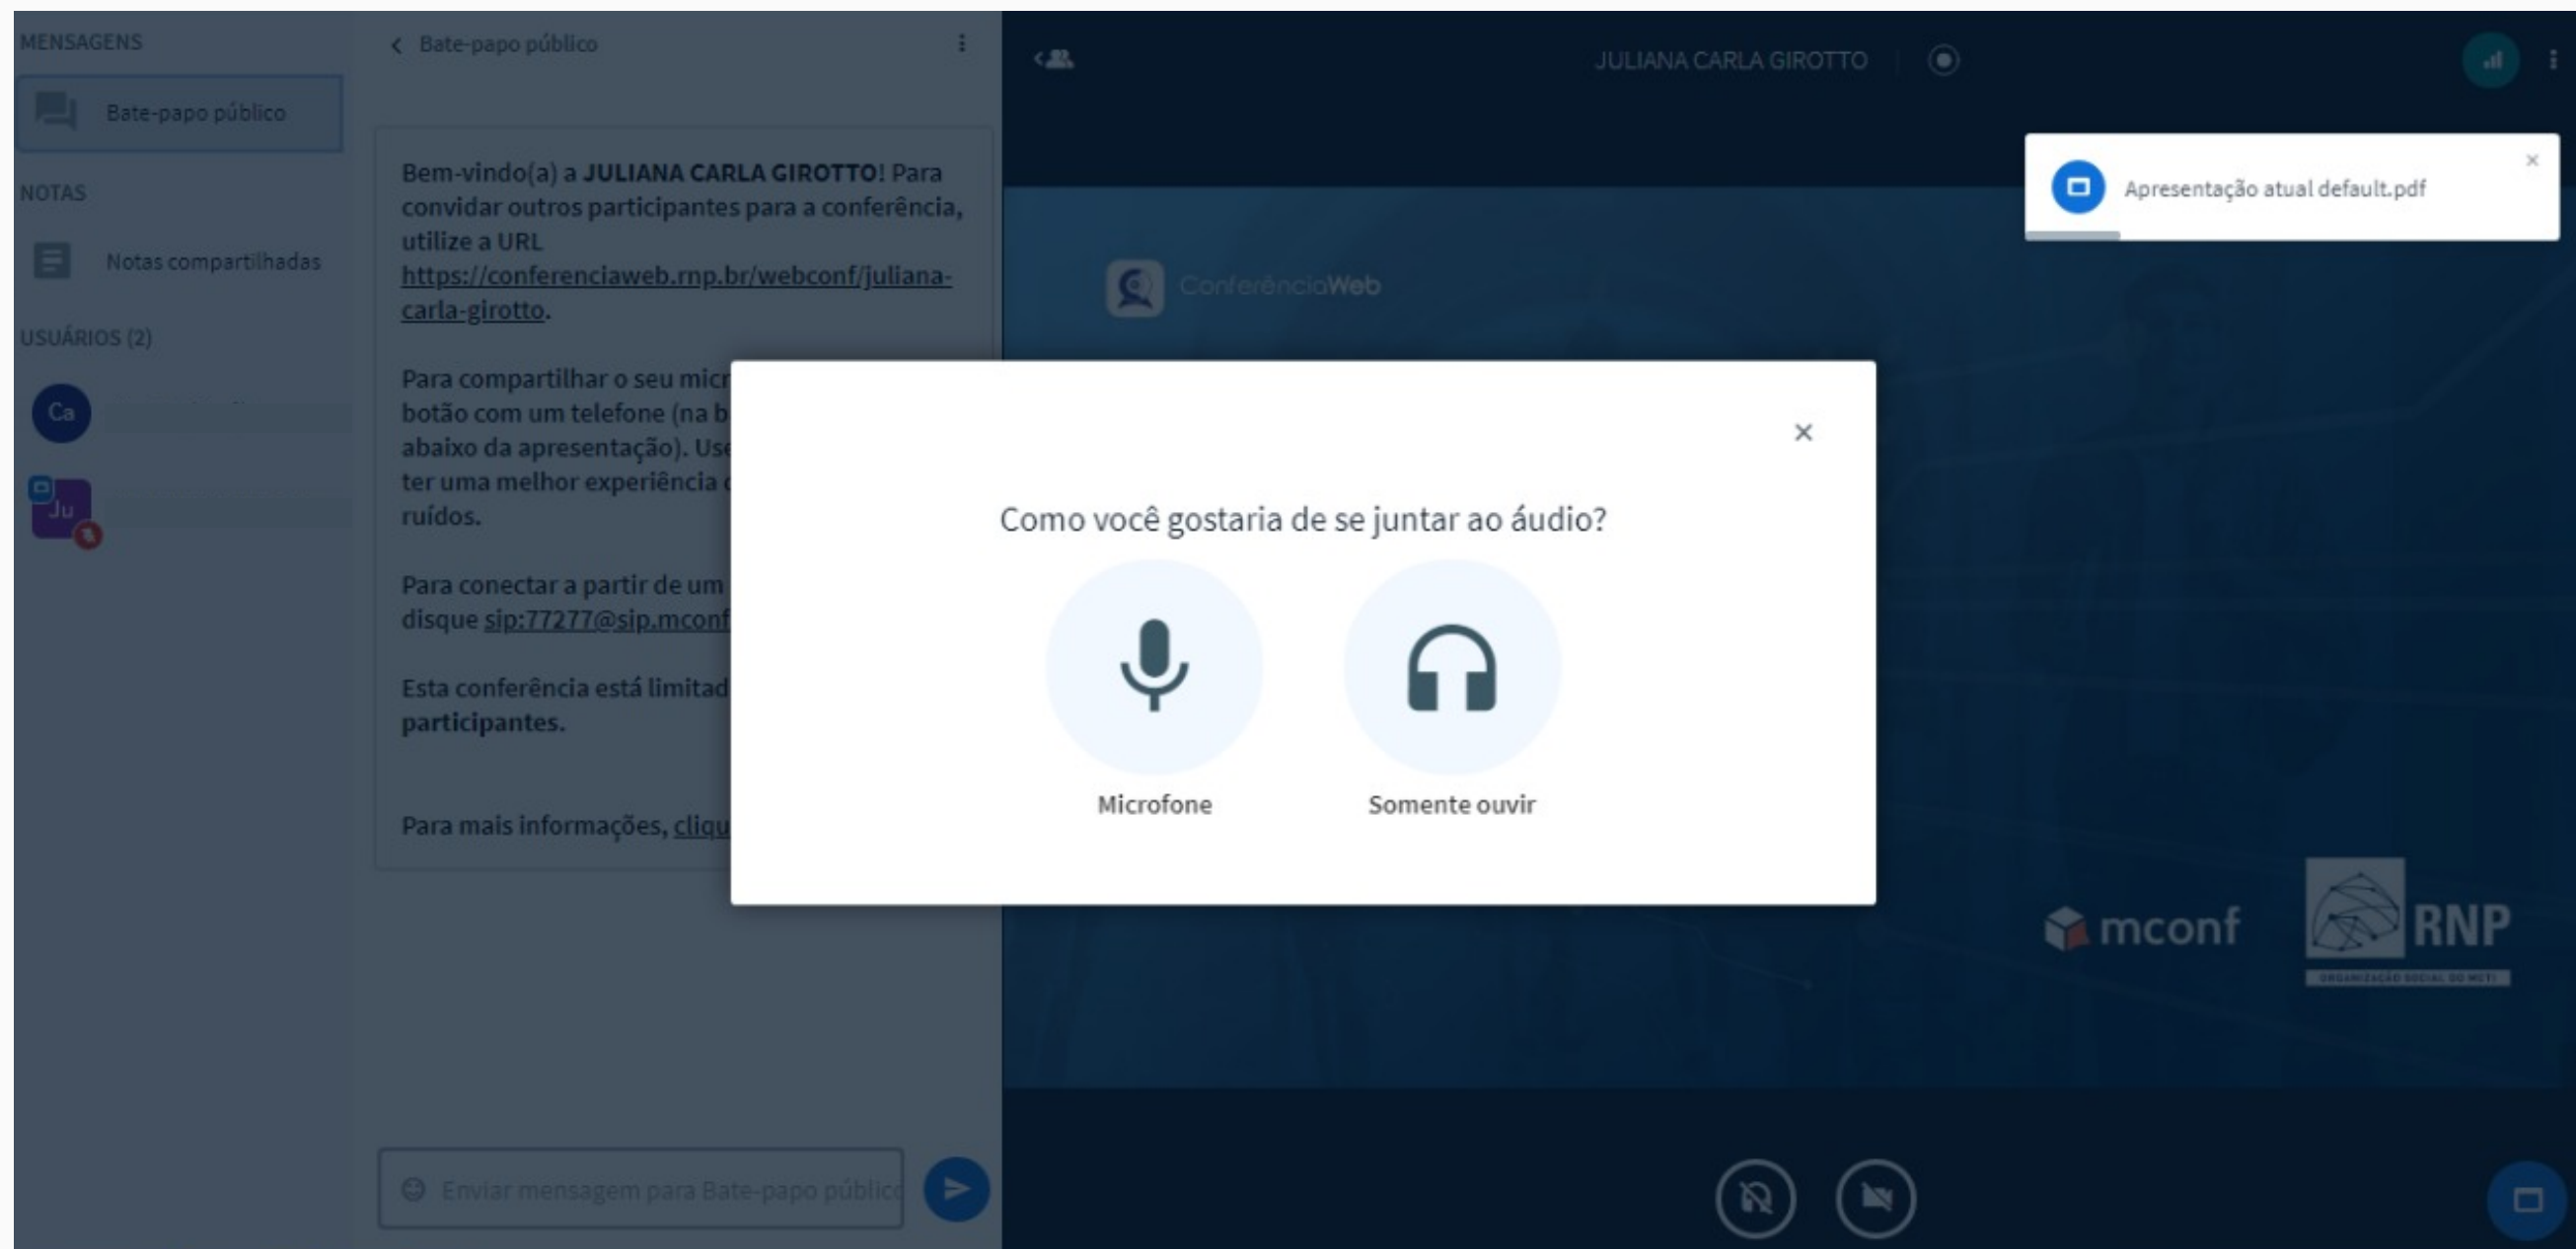 MENSAGENS
Bate-papo público
NOTAS
Notas compartilhadas
USUÁRIOS (2)
Ca
Ju
Bate-papo público
Bem-vindo(a) a JULIANA CARLA GIROTTO! Para
convidar outros participantes para a conferência,
utilize a URL
https://conferenciaweb.rnp.br/webconf/juliana-
carla-girotto.
Para compartilhar o seu micr
botão com um telefone (na b
abaixo da apresentação). Use
ter uma melhor experiência
ruídos.
Para conectar a partir de um
disque sip:77277@sip.mconf
Esta conferência está limitad
participantes.
Para mais informações, cliqu
Enviar mensagem para Bate-papo público
JULIANA CARLA GIROTTO
Apresentação atual default.pdf
ConferênciaWeb
Como você gostaria de se juntar ao áudio?
Microfone
Somente ouvir
mconf
RNP
ORGANIZAÇÃO SOCIAL DO MCTI